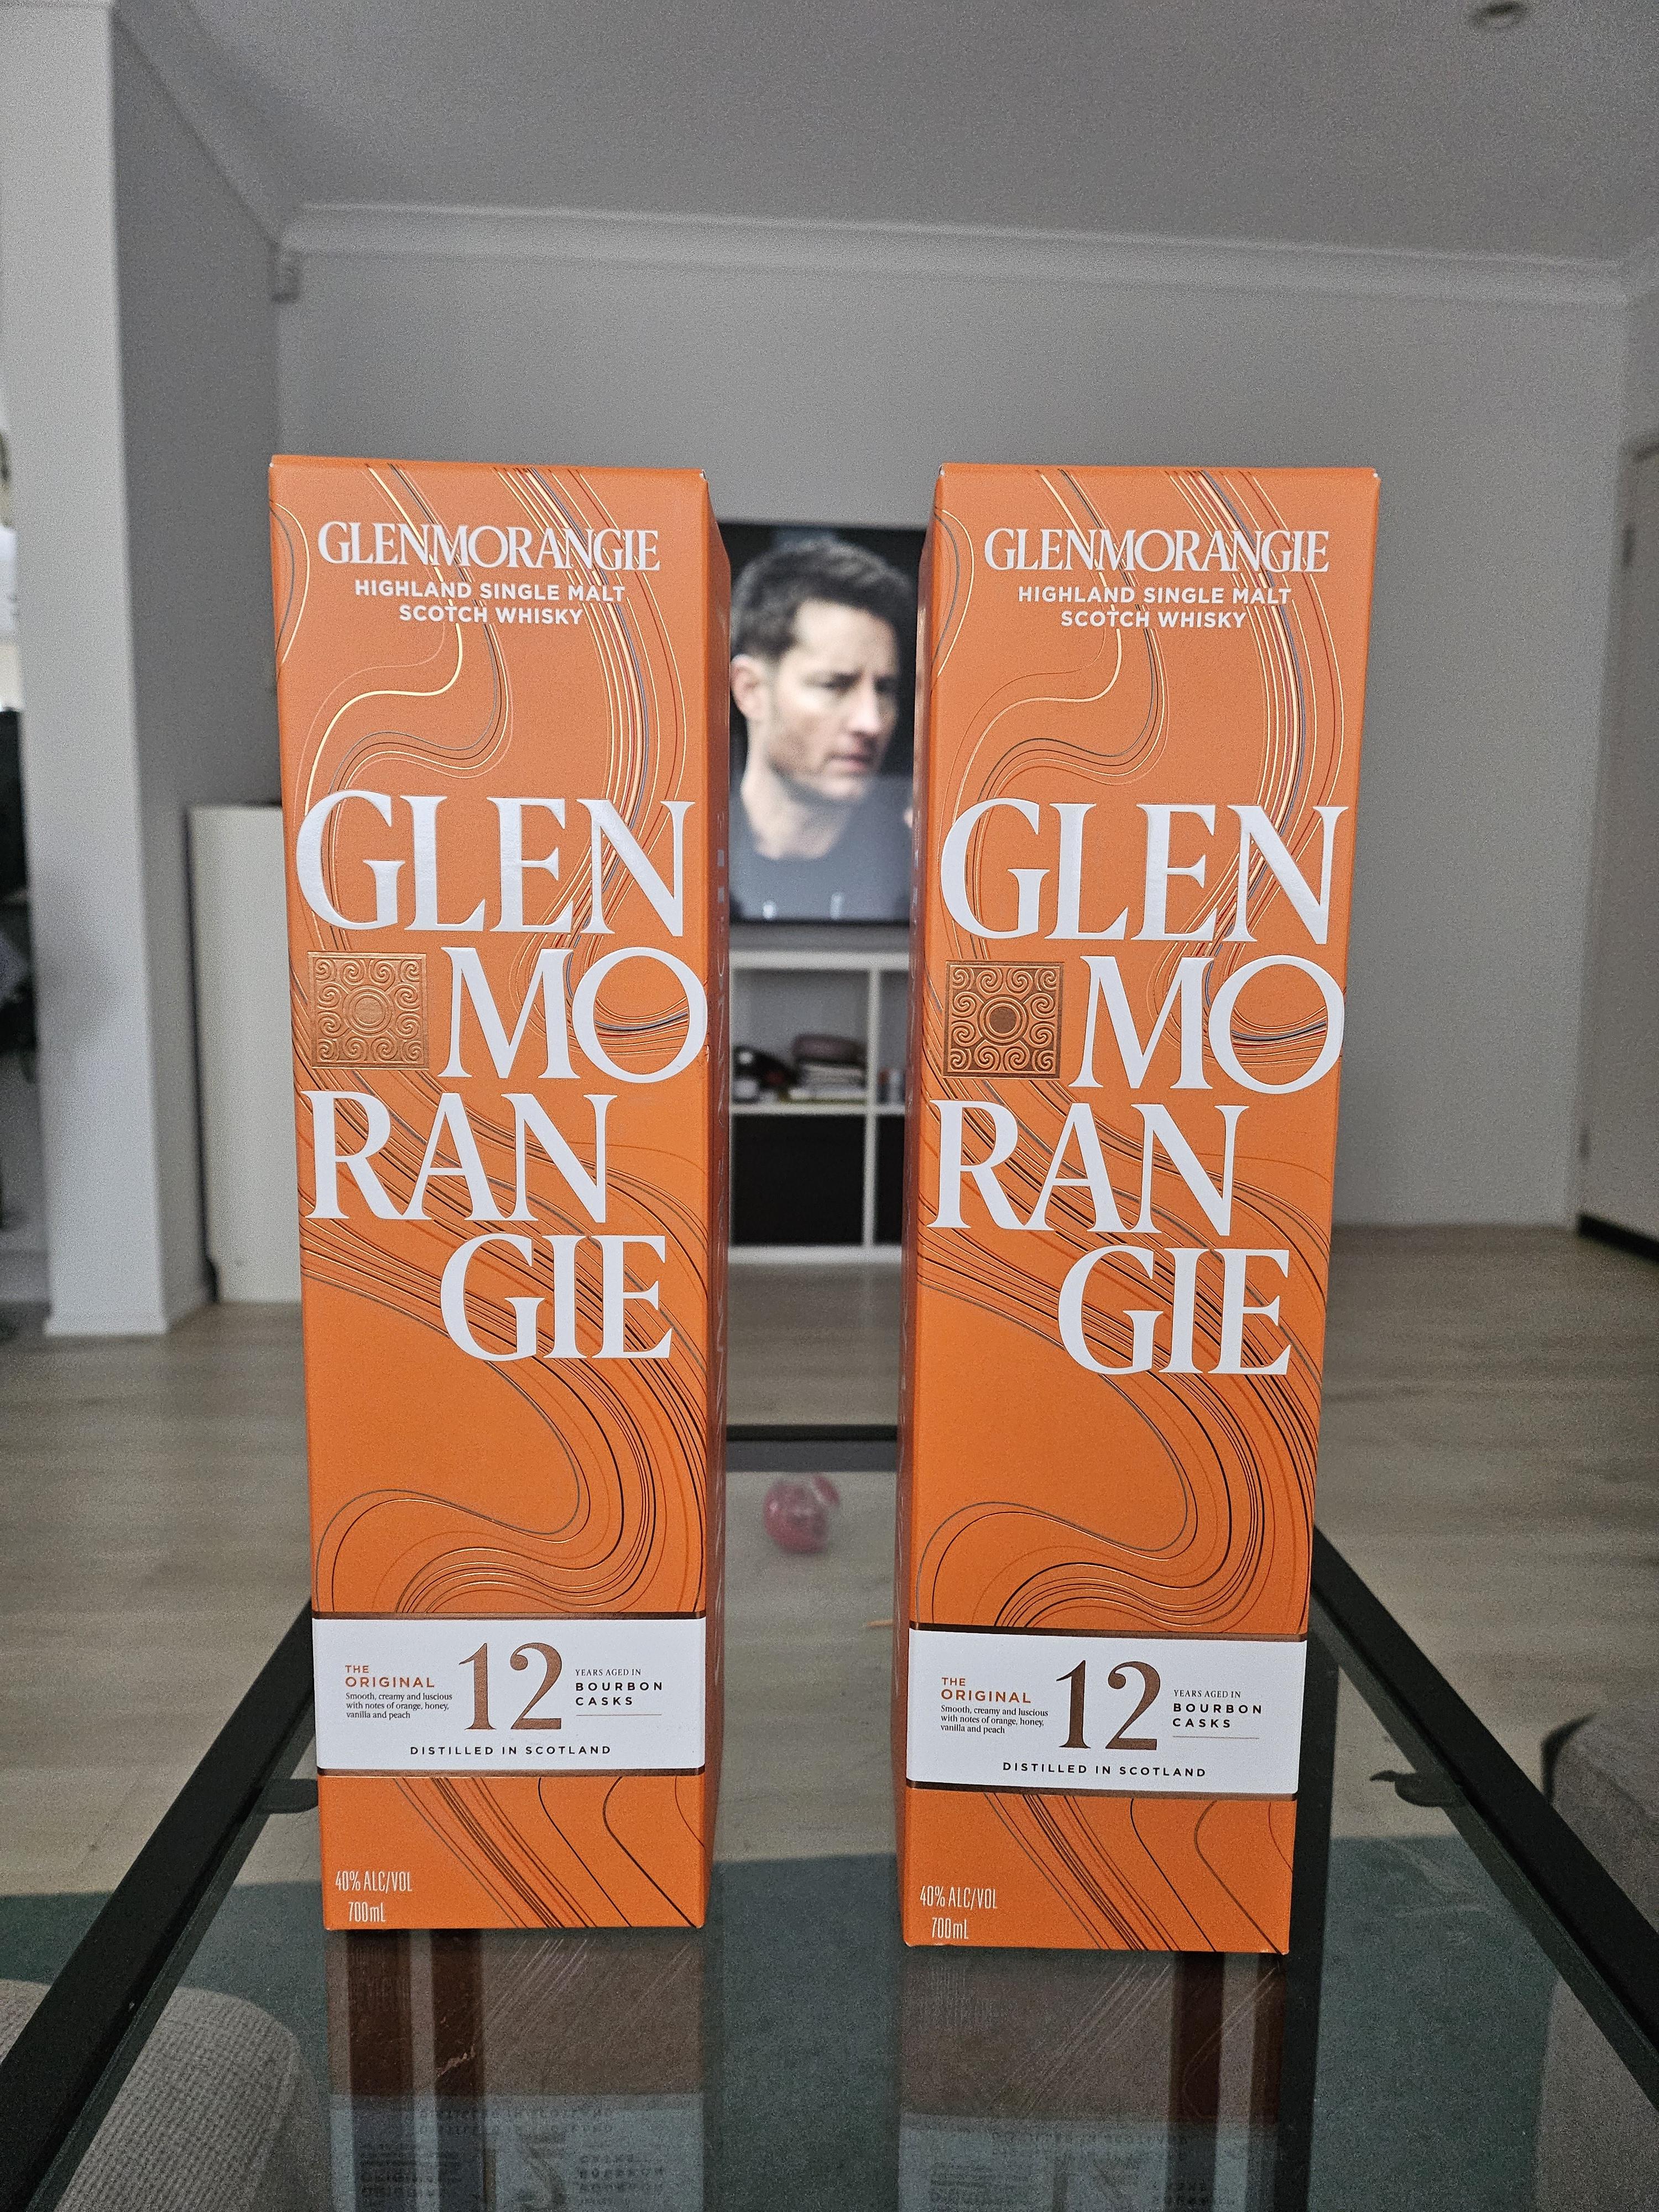 GLENMORANGIE
HIGHLAND SINGLE MALT
SCOTCH WHISKY
GLEN
MO
RAN
GIE
THE
ORIGINAL
Smooth, creamy and luscious
with notes of orange, honey,
vanilla and peach
12
YEARS AGED IN
BOURBON
CASKS
DISTILLED IN SCOTLAND
40% ALC/VOL
700mL
GLENMORANGIE
HIGHLAND SINGLE MALT
SCOTCH WHISKY
GLEN
MO
RAN
GIE
THE
ORIGINAL
Smooth, creamy and luscious
with notes of orange, honey,
vanilla and peach
12
YEARS AGED IN
BOURBON
CASKS
DISTILLED IN SCOTLAND
40% ALC/VOL
700mL